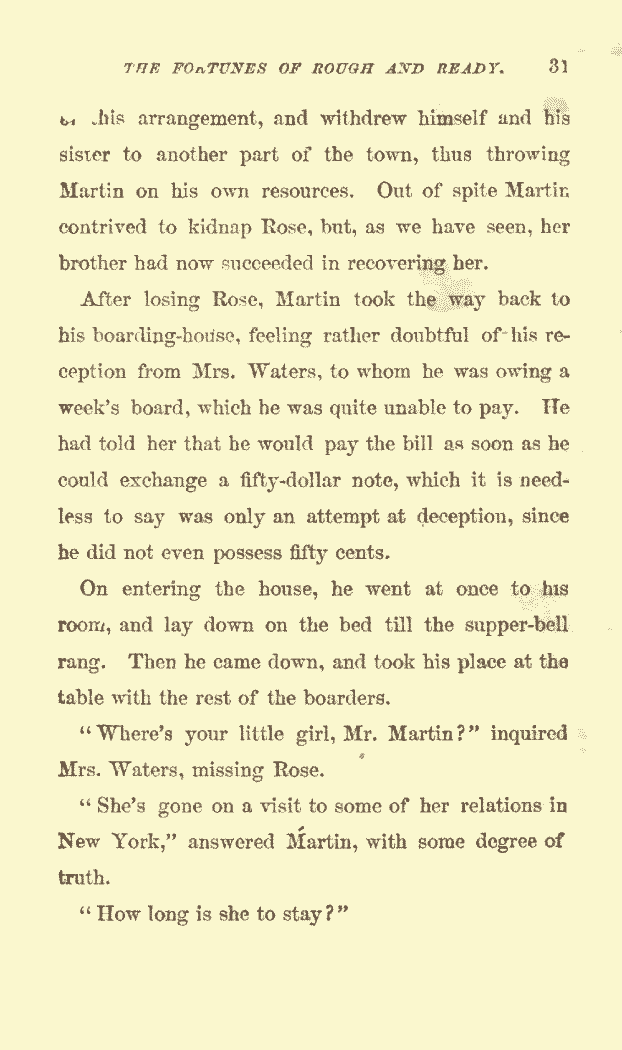 THE FORTUNES OF ROUGH AND READY. 31
his arrangement, and withdrew himself and his
sister to another part of the town, thus throwing
Martin on his own resources. Out of spite Martin
contrived to kidnap Rose, but, as we have seen, her
brother had now succeeded in recovering her.
After losing Rose, Martin took the way back to
his boarding-house, feeling rather doubtful of his re-
ception from Mrs. Waters, to whom he was owing a
week's board, which he was quite unable to pay. He
had told her that he would pay the bill as soon as he
could exchange a fifty-dollar note, which it is need-
less to say was only an attempt at deception, since
he did not even possess fifty cents.
On entering the house, he went at once to his
room, and lay down on the bed till the supper-bell
rang. Then he came down, and took his place at the
table with the rest of the boarders.
"Where's your little girl, Mr. Martin?" inquired
Mrs. Waters, missing Rose.
"She's gone on a visit to some of her relations in
New York," answered Martin, with some degree of
truth.
"How long is she to stay?"